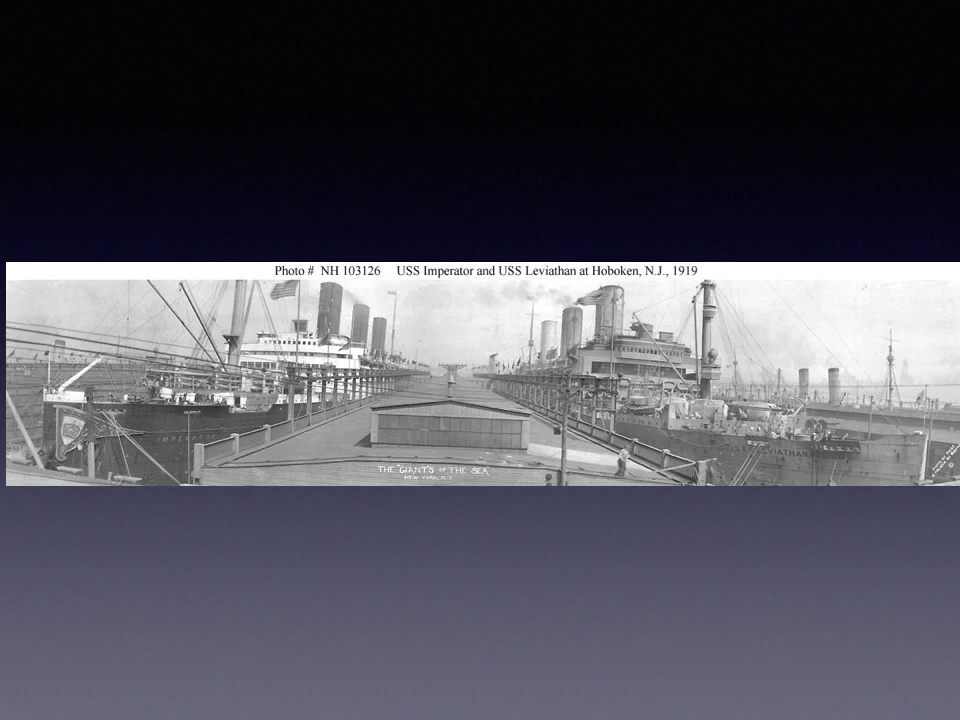 Photo # NH 103126 USS Imperator and USS Leviathan at Hoboken, N.J., 1919
IMPERATOR
LEVIATHAN
THE "GIANTS OF THE SEA
NEW YORK, N.Y.